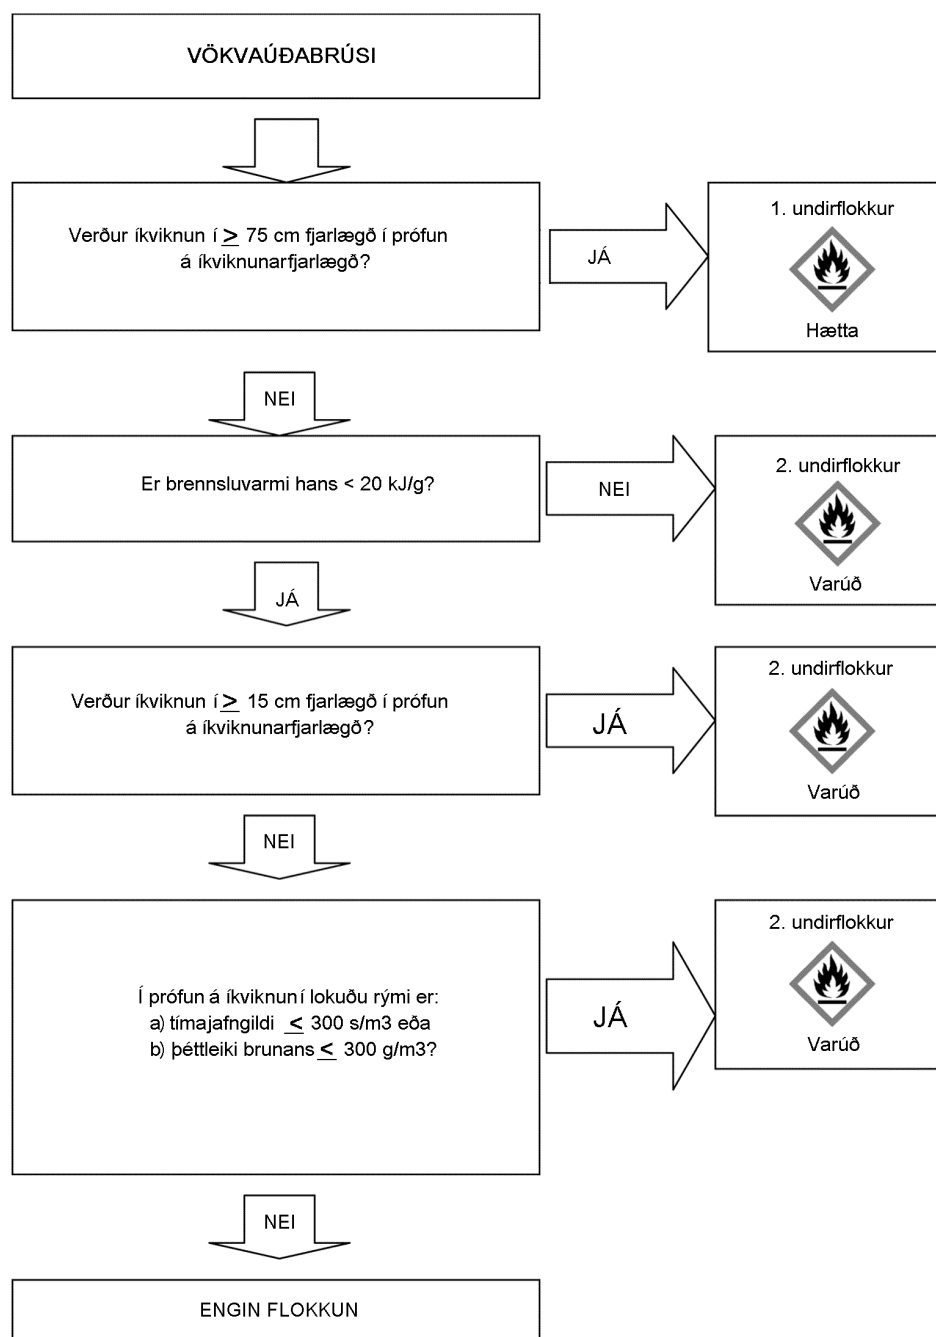 VÖKVAÚÐABRÚSI
Verður íkviknun í ≥ 75 cm fjarlægð í prófun
á íkviknunarfjarlægð?
JÁ
1. undirflokkur
Hætta
NEI
Er brennsluvarmi hans < 20 kJ/g?
NEI
2. undirflokkur
Varúð
JÁ
Verður íkviknun í ≥ 15 cm fjarlægð í prófun
á íkviknunarfjarlægð?
JÁ
2. undirflokkur
Varúð
NEI
Í prófun á íkviknun í lokuðu rými er:
a) tímajafngildi ≤ 300 s/m3 eða
b) þéttleiki brunans ≤ 300 g/m3?
JÁ
2. undirflokkur
Varúð
NEI
ENGIN FLOKKUN